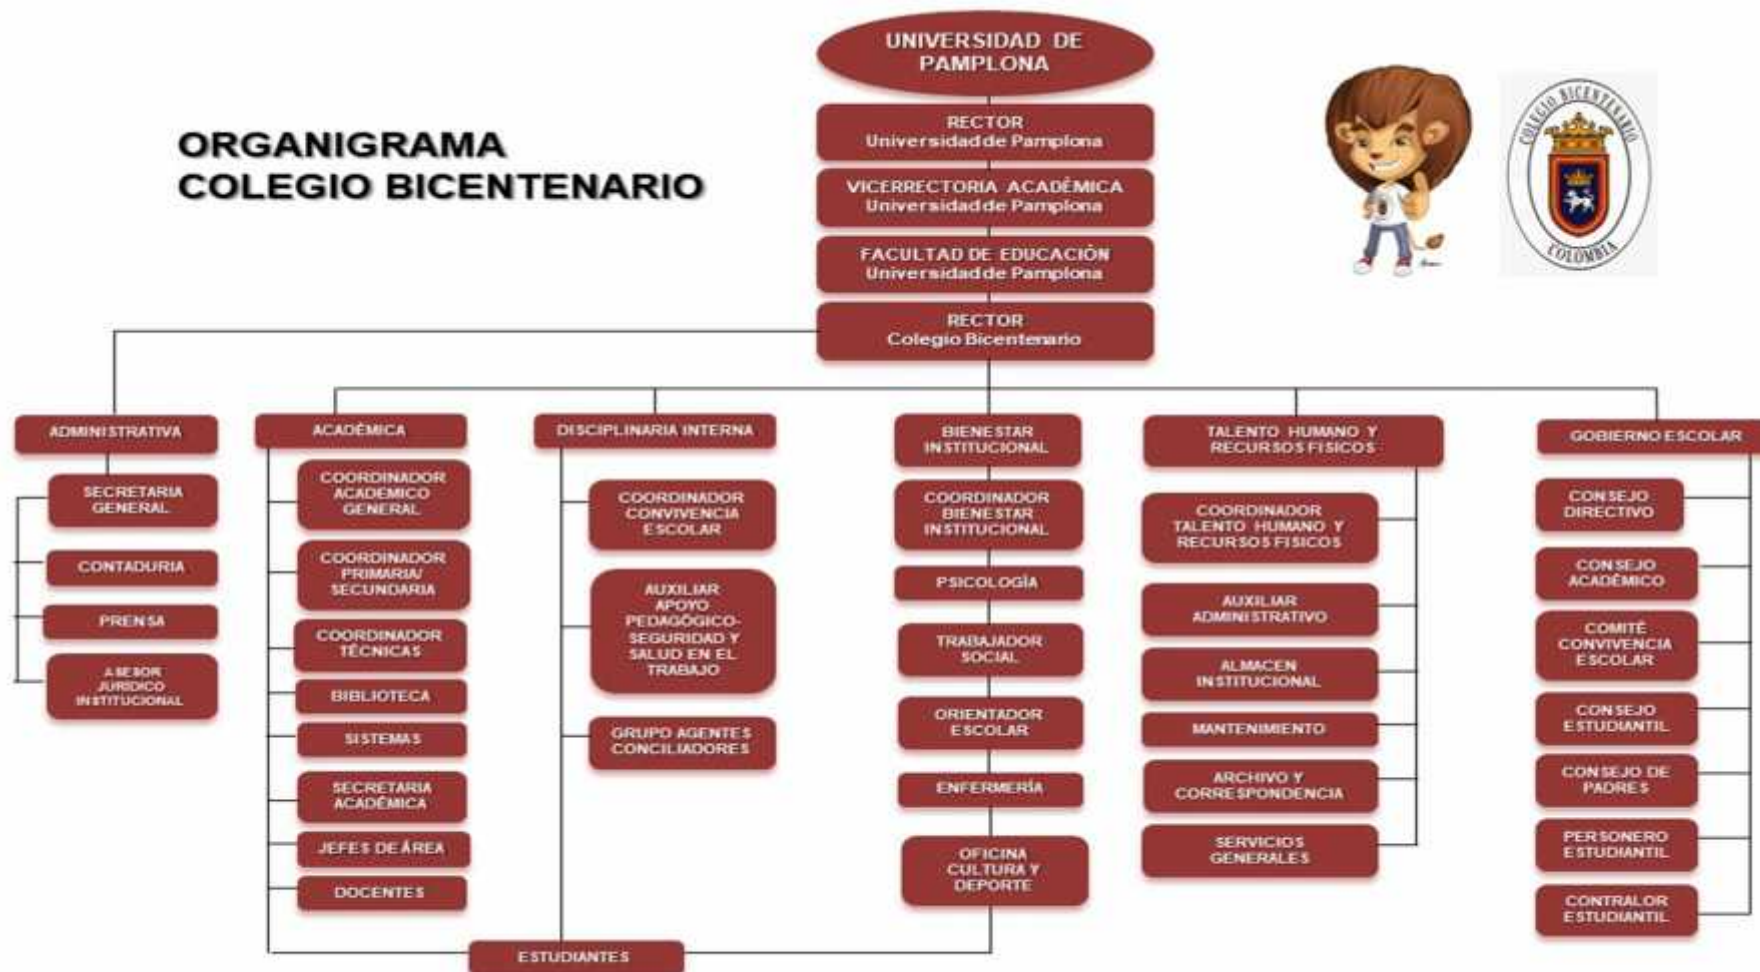 UNIVERSIDAD DE
PAMPLONA
ORGANIGRAMA
COLEGIO BICENTENARIO
RECTOR
Universidad de Pamplona
VICERRECTORIA ACADÉMICA
Universidad de Pamplona
FACULTAD DE EDUCACIÓN
Universidad de Pamplona
RECTOR
Colegio Bicentenario
COLEGIO BICENTENARIO
COLOMBIA
ADMINISTRATIVA
SECRETARIA
GENERAL
CONTADURIA
PRENSA
ASESOR
JURÍDICO
INSTITUCIONAL
ACADÉMICA
COORDINADOR
ACADEMICO
GENERAL
COORDINADOR
PRIMARIA/
SECUNDARIA
COORDINADOR
TÉCNICAS
BIBLIOTECA
SISTEMAS
SECRETARIA
ACADÉMICA
JEFES DE ÁREA
DOCENTES
DISCIPLINARIA INTERNA
COORDINADOR
CONVIVENCIA
ESCOLAR
AUXILIAR
APOYO
PEDAGÓGICO-
SEGURIDAD Y
SALUD EN EL
TRABAJO
GRUPO AGENTES
CONCILIADORES
BIENESTAR
INSTITUCIONAL
COORDINADOR
BIENESTAR
INSTITUCIONAL
PSICOLOGÍA
TRABAJADOR
SOCIAL
ORIENTADOR
ESCOLAR
ENFERMERÍA
OFICINA
CULTURA Y
DEPORTE
TALENTO HUMANO Y
RECURSOS FISICOS
COORDINADOR
TALENTO HUMANO Y
RECURSOS FISICOS
AUXILIAR
ADMINISTRATIVO
ALMACEN
INSTITUCIONAL
MANTENIMIENTO
ARCHIVO Y
CORRESPONDENCIA
SERVICIOS
GENERALES
GOBIERNO ESCOLAR
CONSEJO
DIRECTIVO
CONSEJO
ACADÉMICO
COMITÉ
CONVIVENCIA
ESCOLAR
CONSEJO
ESTUDIANTIL
CONSEJO DE
PADRES
PERSONERO
ESTUDIANTIL
CONTRALOR
ESTUDIANTIL
ESTUDIANTES